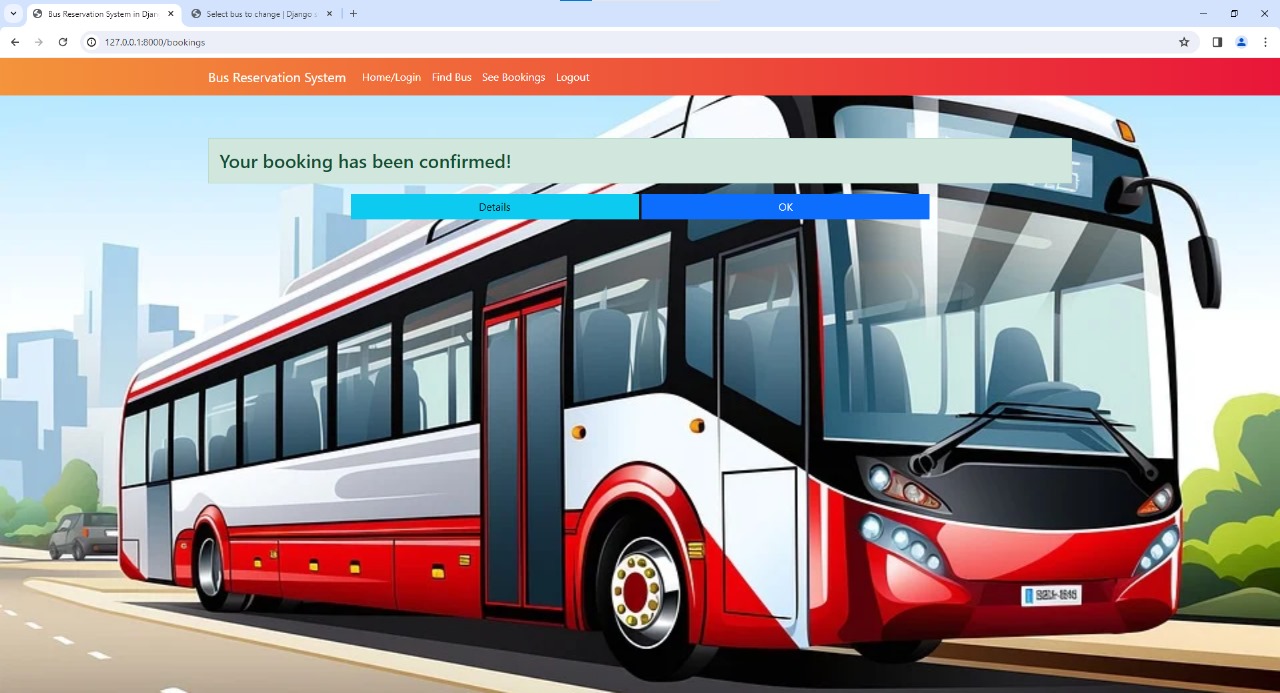 Bus Reservation System in Djan
Select bus to change | Django s
127.0.0.1:8000/bookings
Bus Reservation System Home/Login Find Bus See Bookings Logout
Your booking has been confirmed!
Details OK